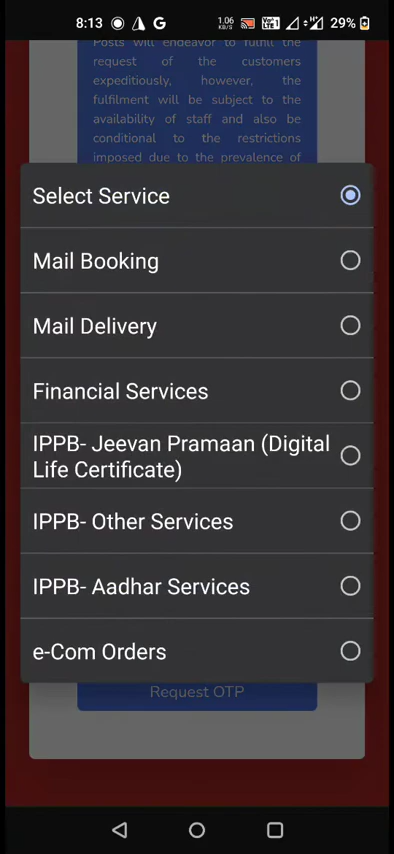 8:13 G 1.06 KB/S 29%
Posts will endeavor to fulfill the
request of the customers
expeditiously, however, the
fulfilment will be subject to the
availability of staff and also be
conditional to the restrictions
imposed due to the prevalence of
Select Service
Mail Booking
Mail Delivery
Financial Services
IPPB- Jeevan Pramaan (Digital
Life Certificate)
IPPB- Other Services
IPPB- Aadhar Services
e-Com Orders
Request OTP